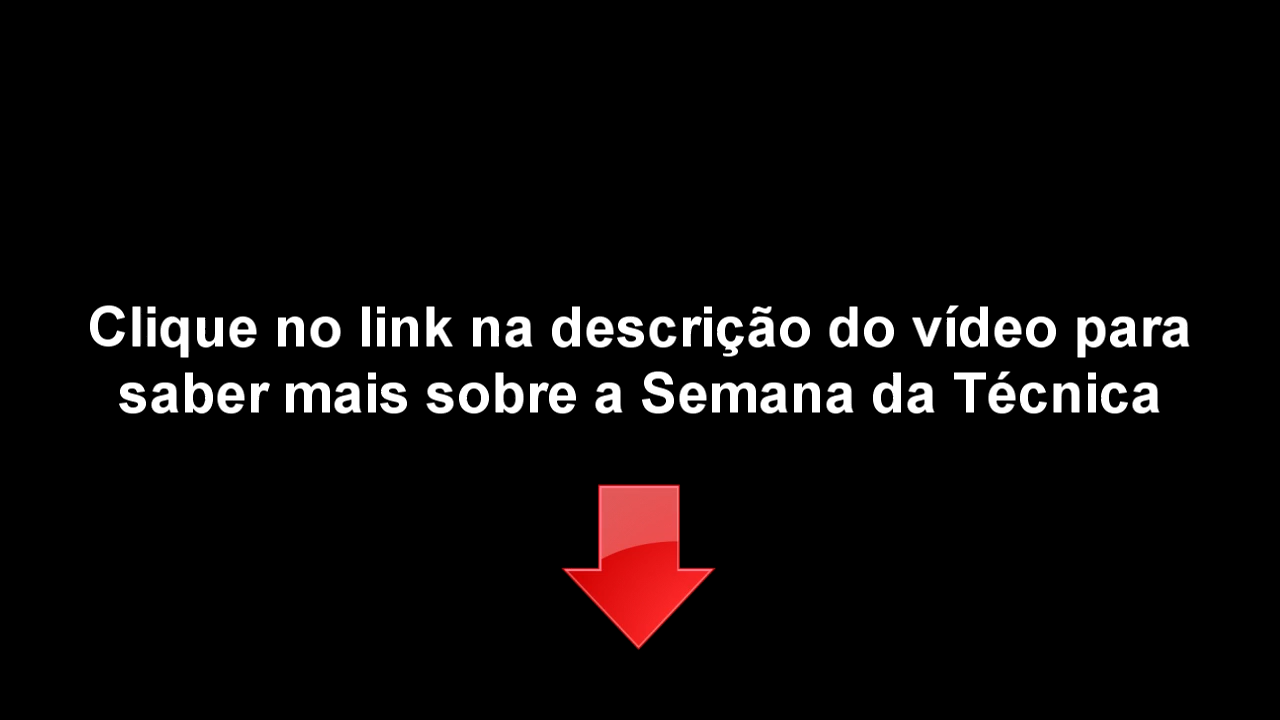 Clique no link na descrição do vídeo para
saber mais sobre a Semana da Técnica